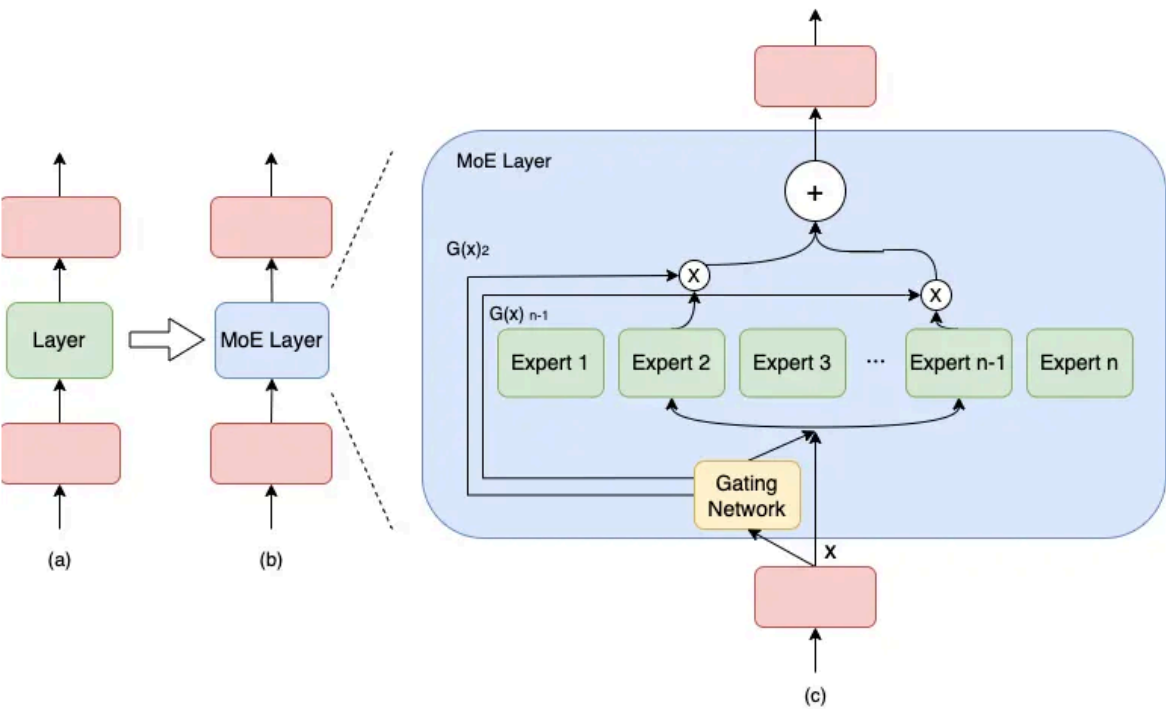 MoE Layer
+
G(x)2
X
X
G(x) n-1
Layer
MoE Layer
Expert 1
Expert 2
Expert 3
...
Expert n-1
Expert n
Gating
Network
X
(a)
(b)
(c)